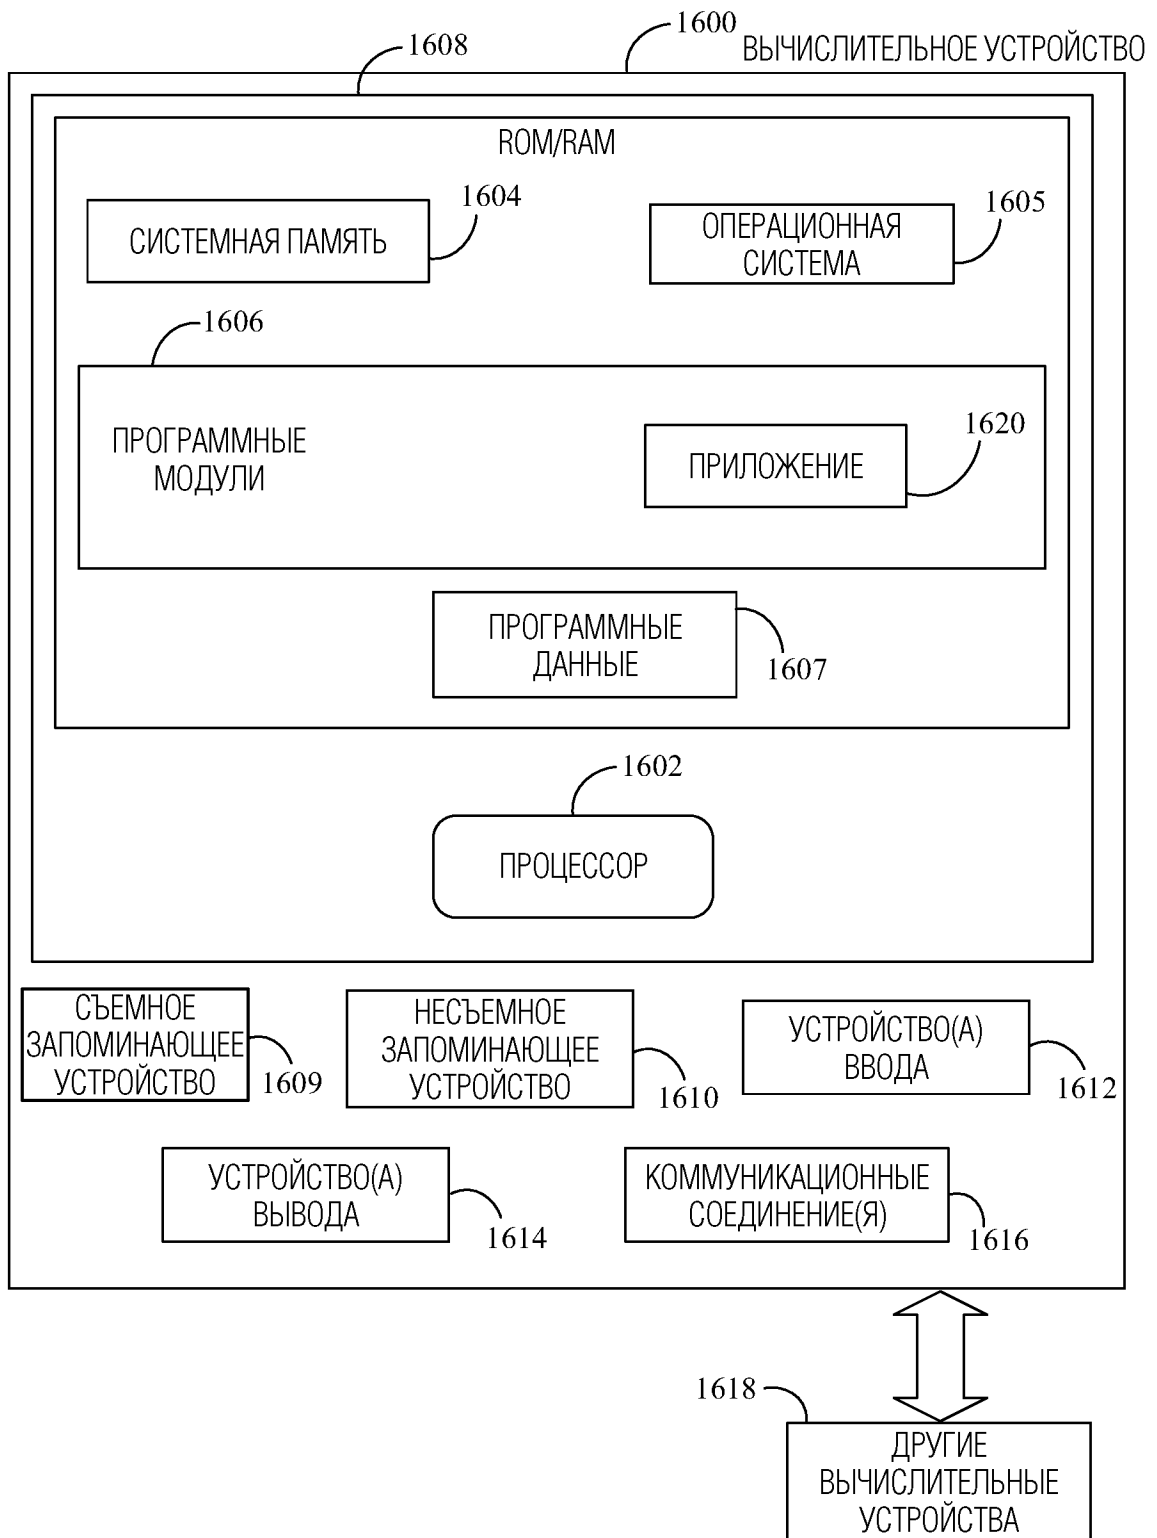 1600
ВЫЧИСЛИТЕЛЬНОЕ УСТРОЙСТВО
1608
ROM/RAM
1604
СИСТЕМНАЯ ПАМЯТЬ
1605
ОПЕРАЦИОННАЯ
СИСТЕМА
1606
ПРОГРАММНЫЕ
МОДУЛИ
1620
ПРИЛОЖЕНИЕ
ПРОГРАММНЫЕ
ДАННЫЕ
1607
1602
ПРОЦЕССОР
СЪЕМНОЕ
ЗАПОМИНАЮЩЕЕ
УСТРОЙСТВО
1609
НЕСЪЕМНОЕ
ЗАПОМИНАЮЩЕЕ
УСТРОЙСТВО
1610
УСТРОЙСТВО(А)
ВВОДА
1612
УСТРОЙСТВО(А)
ВЫВОДА
1614
КОММУНИКАЦИОННЫЕ
СОЕДИНЕНИЕ(Я)
1616
1618
ДРУГИЕ
ВЫЧИСЛИТЕЛЬНЫЕ
УСТРОЙСТВА